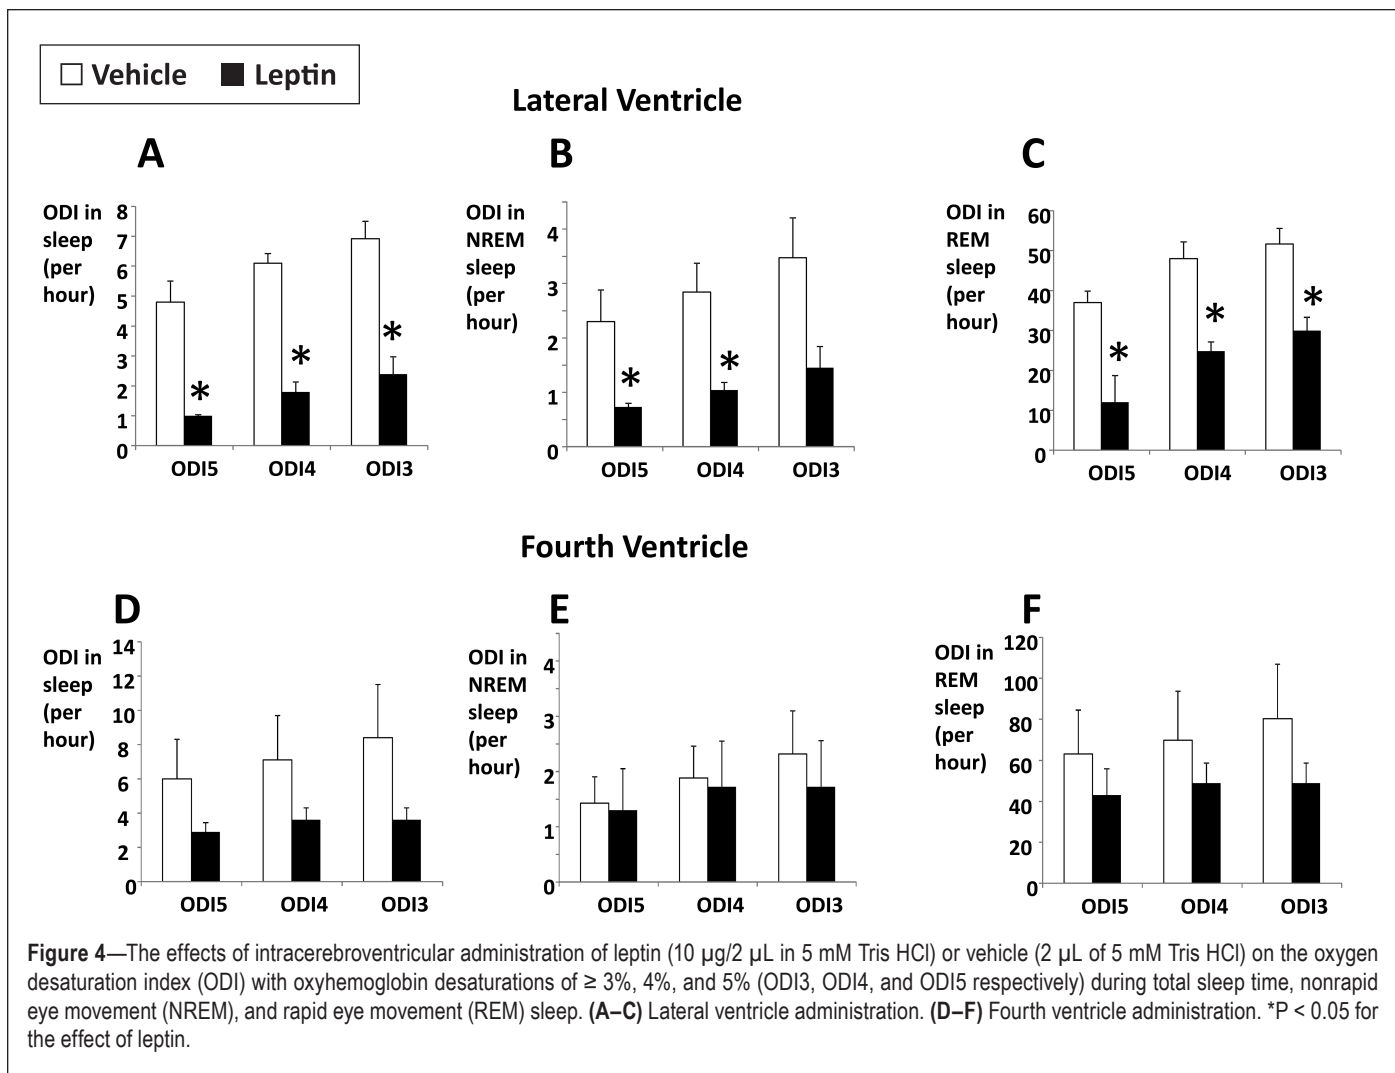 Vehicle Leptin
Lateral Ventricle
A
ODI in
sleep
(per
hour)
8
7
6
5
4
3
2
1
0
*
*
*
ODI5 ODI4 ODI3
B
ODI in
NREM
sleep
(per
hour)
4
3
2
1
0
*
*
ODI5 ODI4 ODI3
C
ODI in
REM
sleep
(per
hour)
60
50
40
30
20
10
0
*
*
*
ODI5 ODI4 ODI3
Fourth Ventricle
D
ODI in
sleep
(per
hour)
14
12
10
8
6
4
2
0
ODI5 ODI4 ODI3
E
ODI in
NREM
sleep
(per
hour)
4
3
2
1
0
ODI5 ODI4 ODI3
F
ODI in
REM
sleep
(per
hour)
120
100
80
60
40
20
0
ODI5 ODI4 ODI3
Figure 4—The effects of intracerebroventricular administration of leptin (10 μg/2 μL in 5 mM Tris HCl) or vehicle (2 μL of 5 mM Tris HCl) on the oxygen
desaturation index (ODI) with oxyhemoglobin desaturations of ≥ 3%, 4%, and 5% (ODI3, ODI4, and ODI5 respectively) during total sleep time, nonrapid
eye movement (NREM), and rapid eye movement (REM) sleep. (A–C) Lateral ventricle administration. (D–F) Fourth ventricle administration. *P < 0.05 for
the effect of leptin.